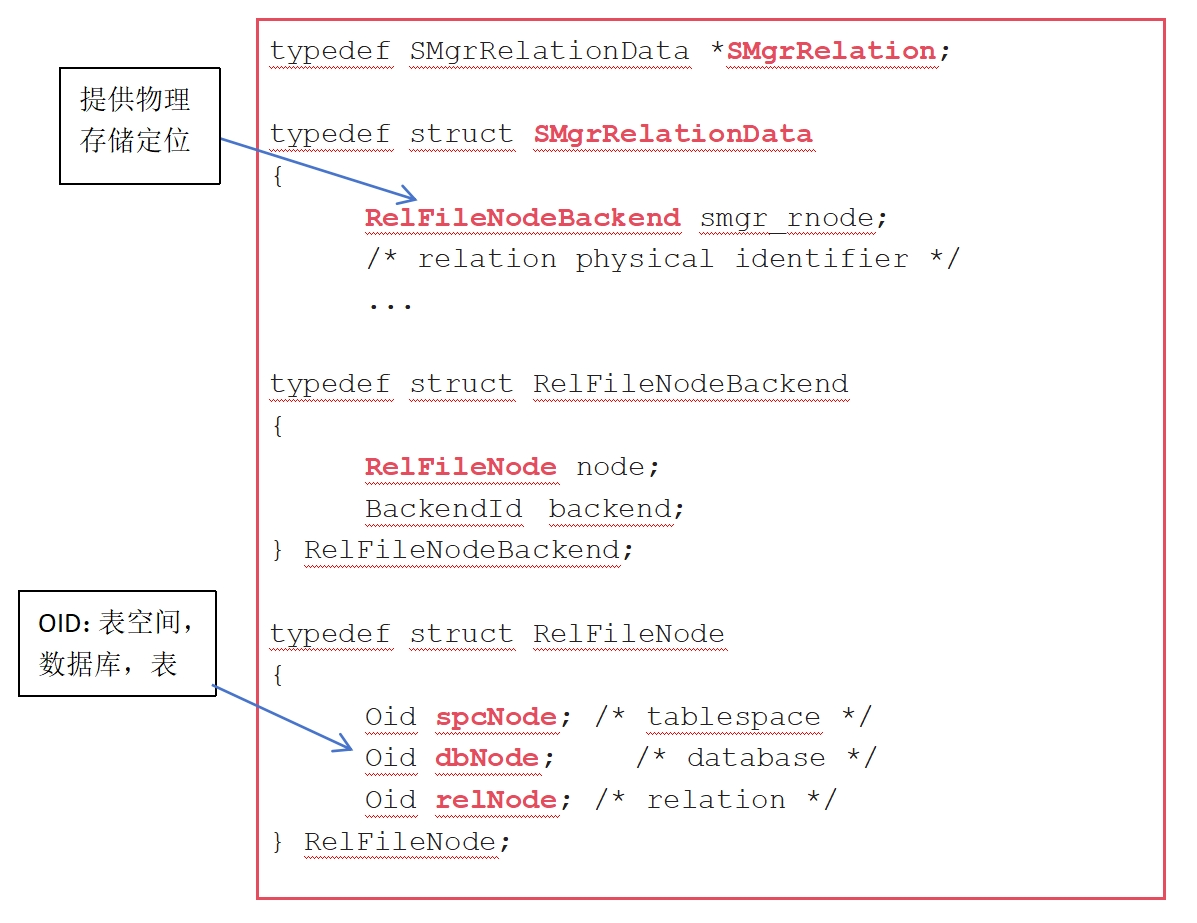 typedef SMgrRelationData *SMgrRelation;
提供物理
存储定位
typedef struct SMgrRelationData
{
RelFileNodeBackend smgr_rnode;
/* relation physical identifier */
...
typedef struct RelFileNodeBackend
{
RelFileNode node;
BackendId backend;
} RelFileNodeBackend;
OID: 表空间，
数据库，表
typedef struct RelFileNode
{
Oid spcNode; /* tablespace */
Oid dbNode; /* database */
Oid relNode; /* relation */
} RelFileNode;